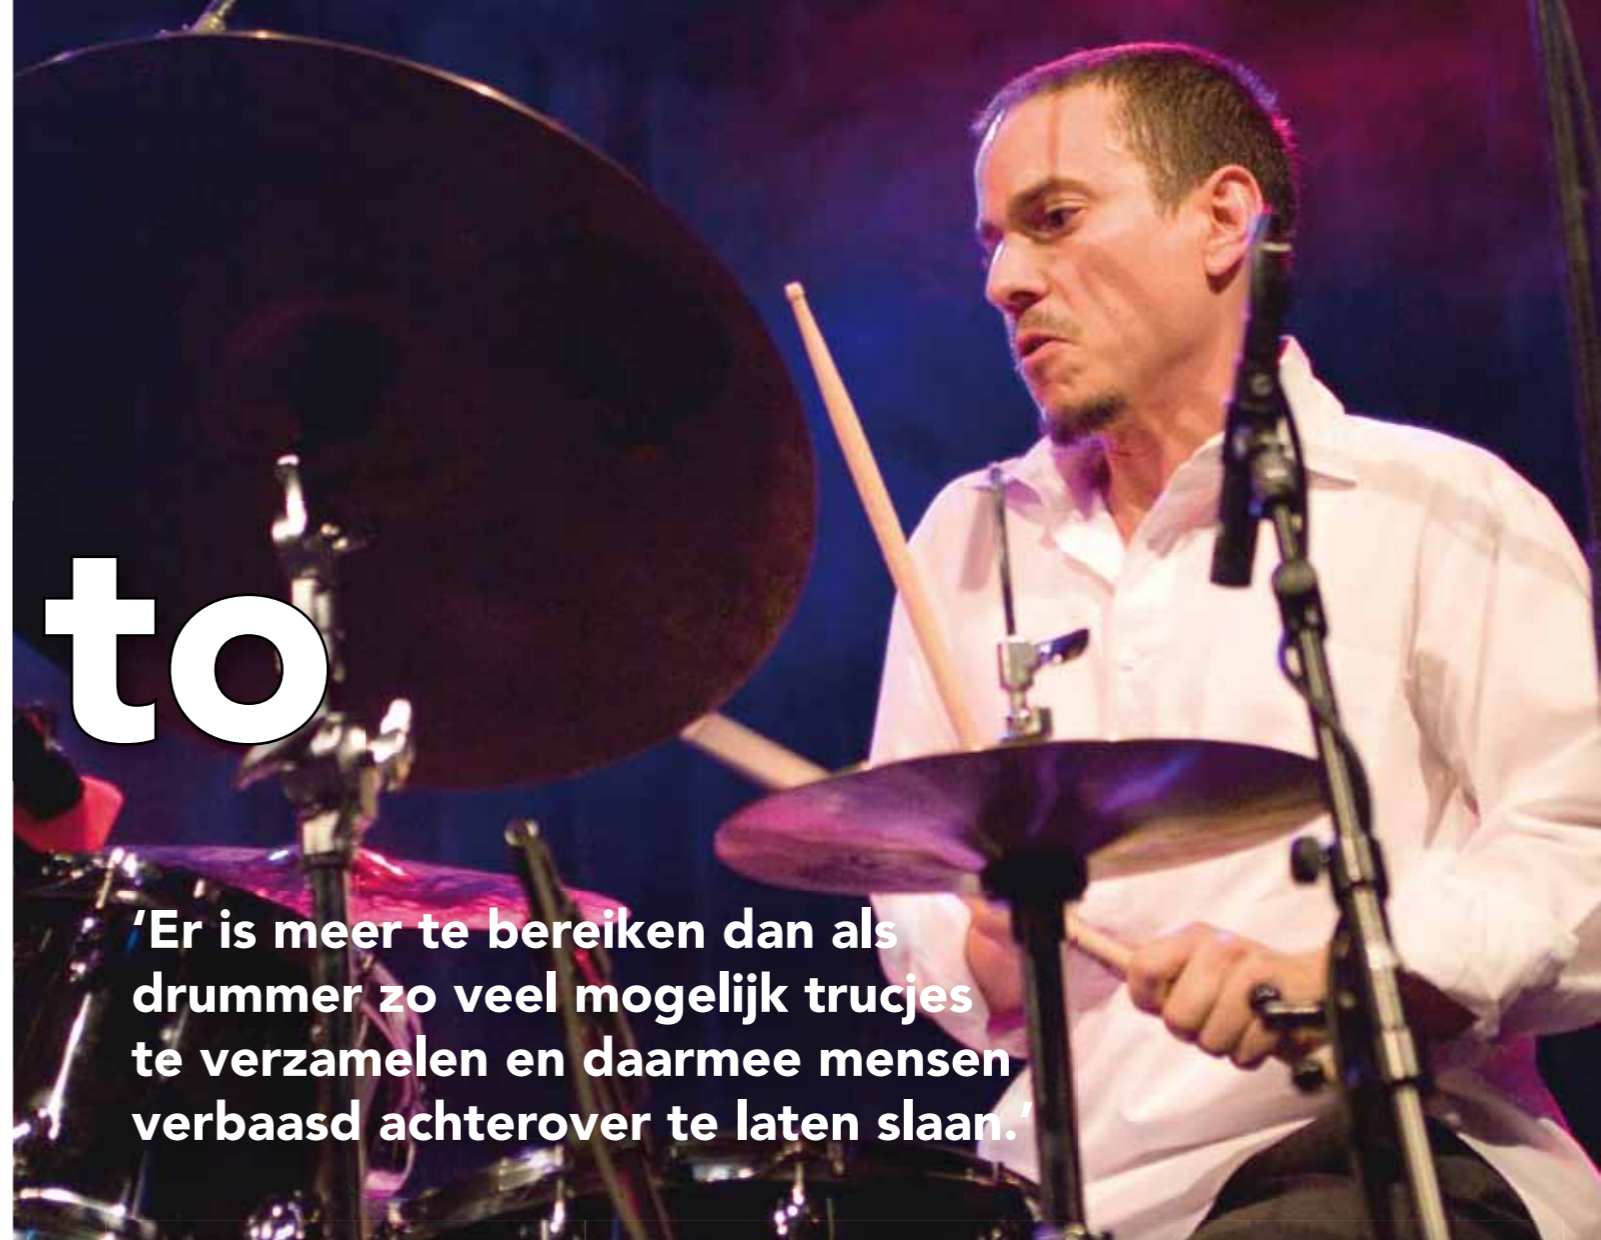 to
‘Er is meer te bereiken dan als
drummer zo veel mogelijk trucjes
te verzamelen en daarmee mensen
verbaasd achterover te laten slaan.’